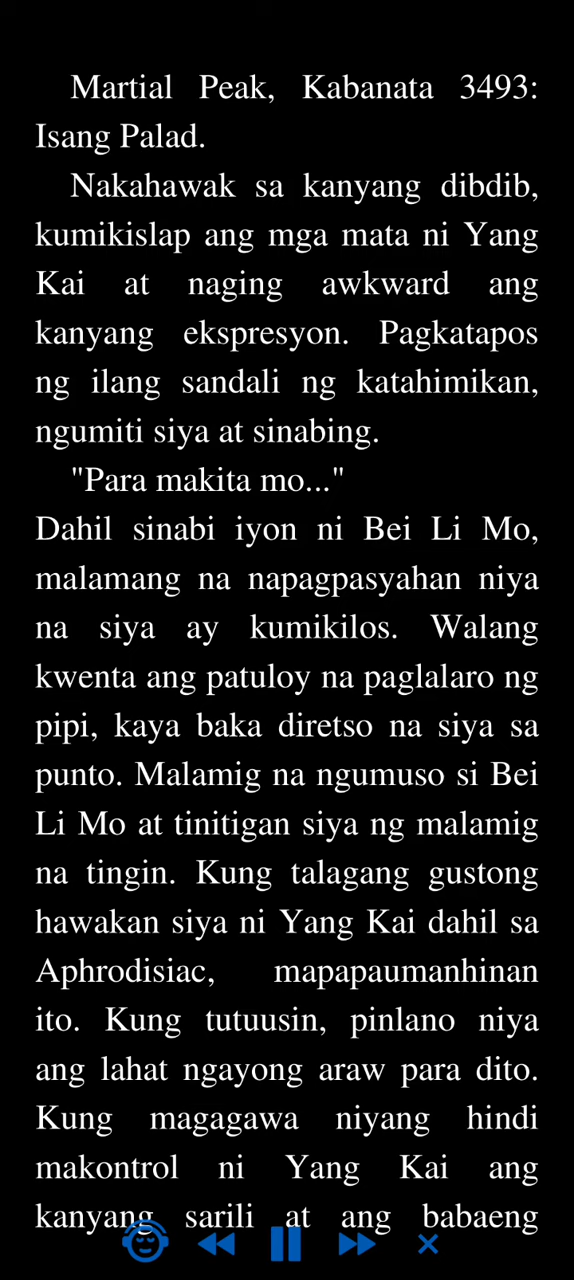 Martial Peak, Kabanata 3493:
Isang Palad.
Nakahawak sa kanyang dibdib,
kumikislap ang mga mata ni Yang
Kai at naging awkward ang
kanyang ekspresyon. Pagkatapos
ng ilang sandali ng katahimikan,
ngumiti siya at sinabing.
"Para makita mo..."
Dahil sinabi iyon ni Bei Li Mo,
malamang na napagpasyahan niya
na siya ay kumikilos. Walang
kwenta ang patuloy na paglalaro ng
pipi, kaya baka diretso na siya sa
punto. Malamig na ngumuso si Bei
Li Mo at tinitigan siya ng malamig
na tingin. Kung talagang gustong
hawakan siya ni Yang Kai dahil sa
Aphrodisiac, mapapaumanhinan
ito. Kung tutuusin, pinlano niya
ang lahat ngayong araw para dito.
Kung magagawa niyang hindi
makontrol ni Yang Kai ang
kanyang sarili at ang babaeng